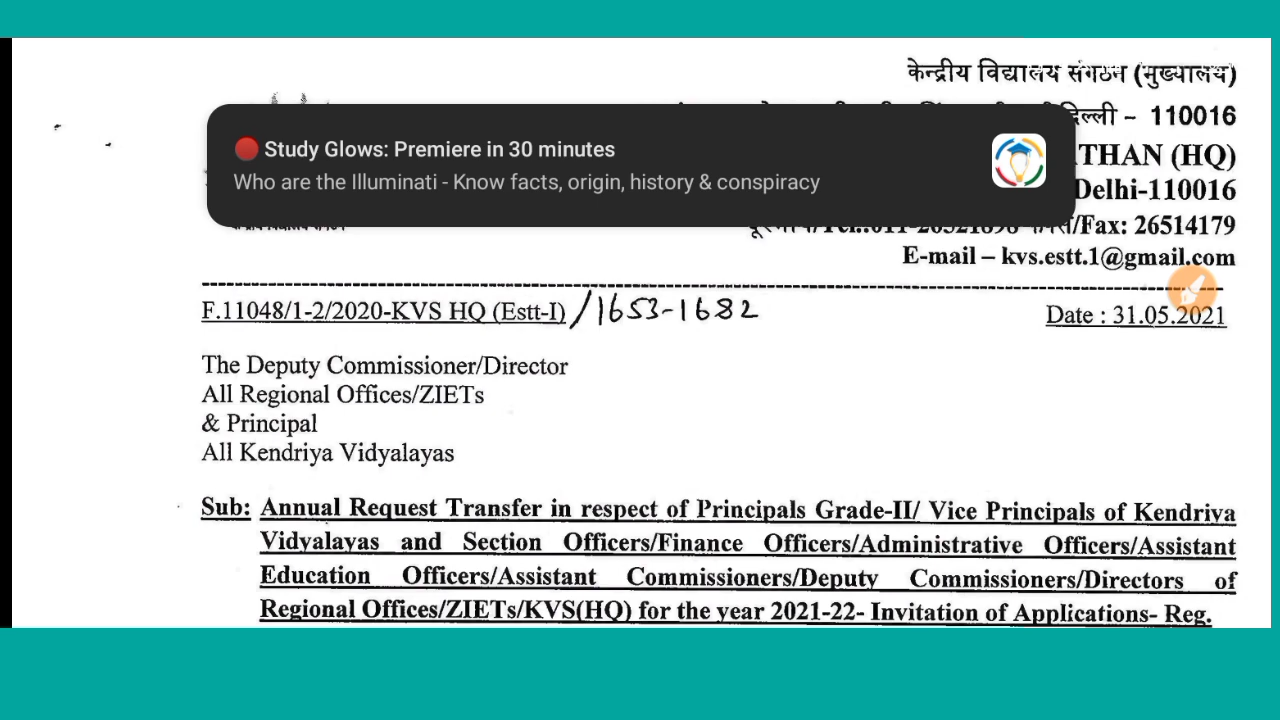 केन्द्रीय विद्यालय संगठन (मुख्यालय)
दिल्ली – 110016
THAN (HQ)
Delhi-110016
🔴 Study Glows: Premiere in 30 minutes
Who are the Illuminati - Know facts, origin, history & conspiracy
/Fax: 26514179
E-mail – kvs.estt.1@gmail.com
F.11048/1-2/2020-KVS HQ (Estt-I) /1653-1682
Date : 31.05.2021
The Deputy Commissioner/Director
All Regional Offices/ZIETs
& Principal
All Kendriya Vidyalayas
Sub: Annual Request Transfer in respect of Principals Grade-II/ Vice Principals of Kendriya
Vidyalayas and Section Officers/Finance Officers/Administrative Officers/Assistant
Education Officers/Assistant Commissioners/Deputy Commissioners/Directors of
Regional Offices/ZIETs/KVS(HQ) for the year 2021-22- Invitation of Applications- Reg.